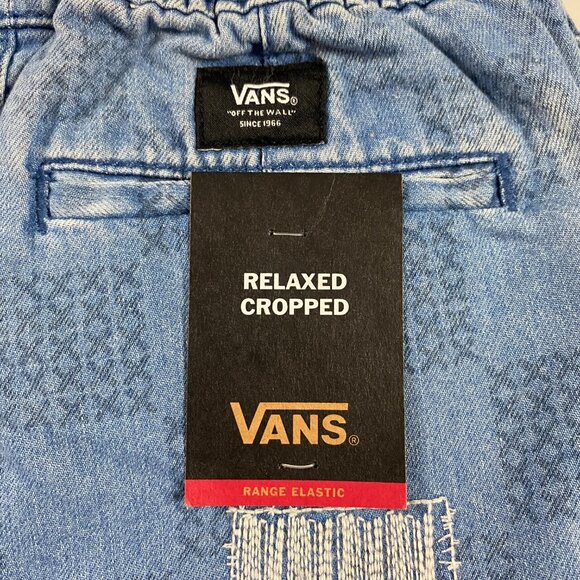 VANS®
"OFF THE WALL"
SINCE 1966
RELAXED
CROPPED
VANS®
RANGE ELASTIC